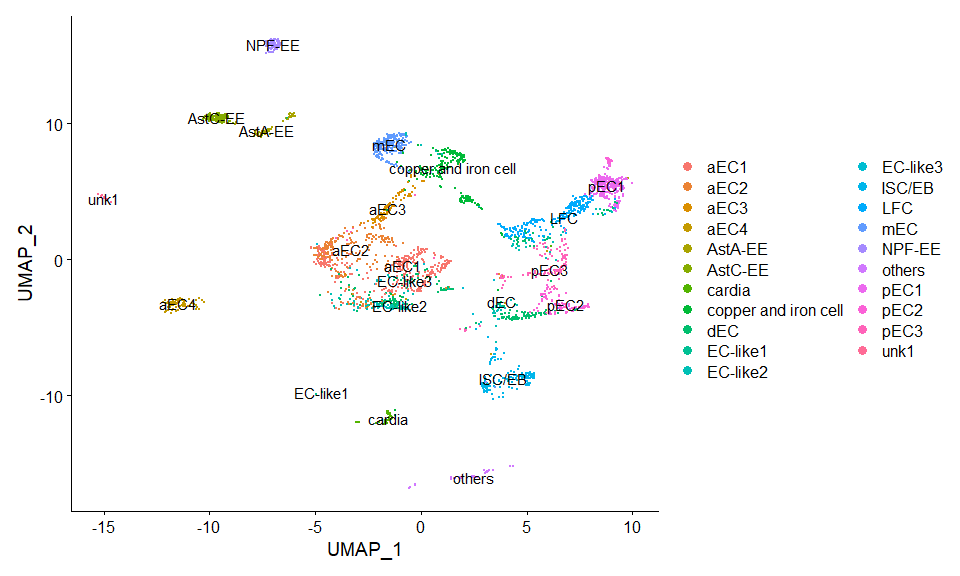 NPF-EE
AstC-EE
AstA-EE
mEC
copper and iron cell
pEC1
unk1
aEC3
LFC
aEC2
aEC1
pEC3
EC-like3
aEC4
EC-like2
dEC
pEC2
ISC/EB
EC-like1
cardia
others
10
0
-10
UMAP_2
-15
-10
-5
0
5
10
UMAP_1
aEC1
aEC2
aEC3
aEC4
AstA-EE
AstC-EE
cardia
copper and iron cell
dEC
EC-like1
EC-like2
EC-like3
ISC/EB
LFC
mEC
NPF-EE
others
pEC1
pEC2
pEC3
unk1